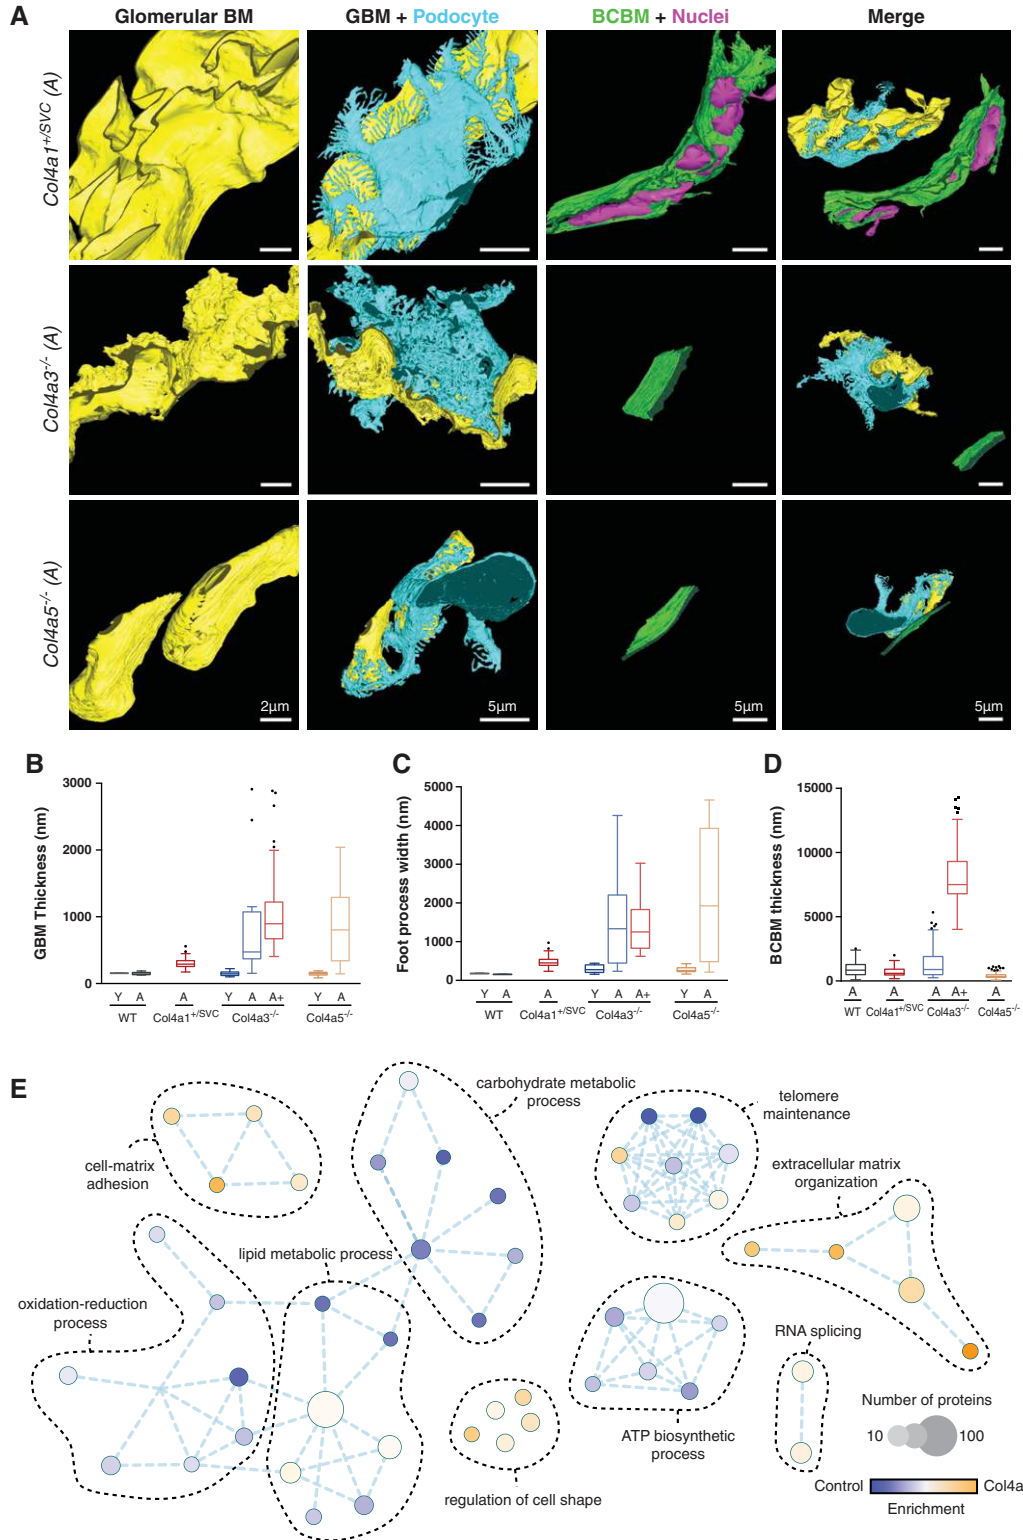 A
Glomerular BM
GBM + Podocyte
BCBM + Nuclei
Merge
Col4a1+/SVC (A)
Col4a3-/- (A)
Col4a5-/- (A)
2μm
5μm
5μm
5μm
B
GBM Thickness (nm)
3000
2000
1000
0
Y A A Y A A+ Y A
WT Col4a1+/SVC Col4a3-/- Col4a5-/-
C
Foot process width (nm)
5000
4000
3000
2000
1000
0
Y A A Y A A+ Y A
WT Col4a1+/SVC Col4a3-/- Col4a5-/-
D
BCBM thickness (nm)
15000
10000
5000
0
A A A A+ A
WT Col4a1+/SVC Col4a3-/- Col4a5-/-
E
cell-matrix
adhesion
carbohydrate metabolic
process
telomere
maintenance
extracellular matrix
organization
lipid metabolic process
oxidation-reduction
process
RNA splicing
ATP biosynthetic
process
regulation of cell shape
Number of proteins
10 100
Control Col4a
Enrichment